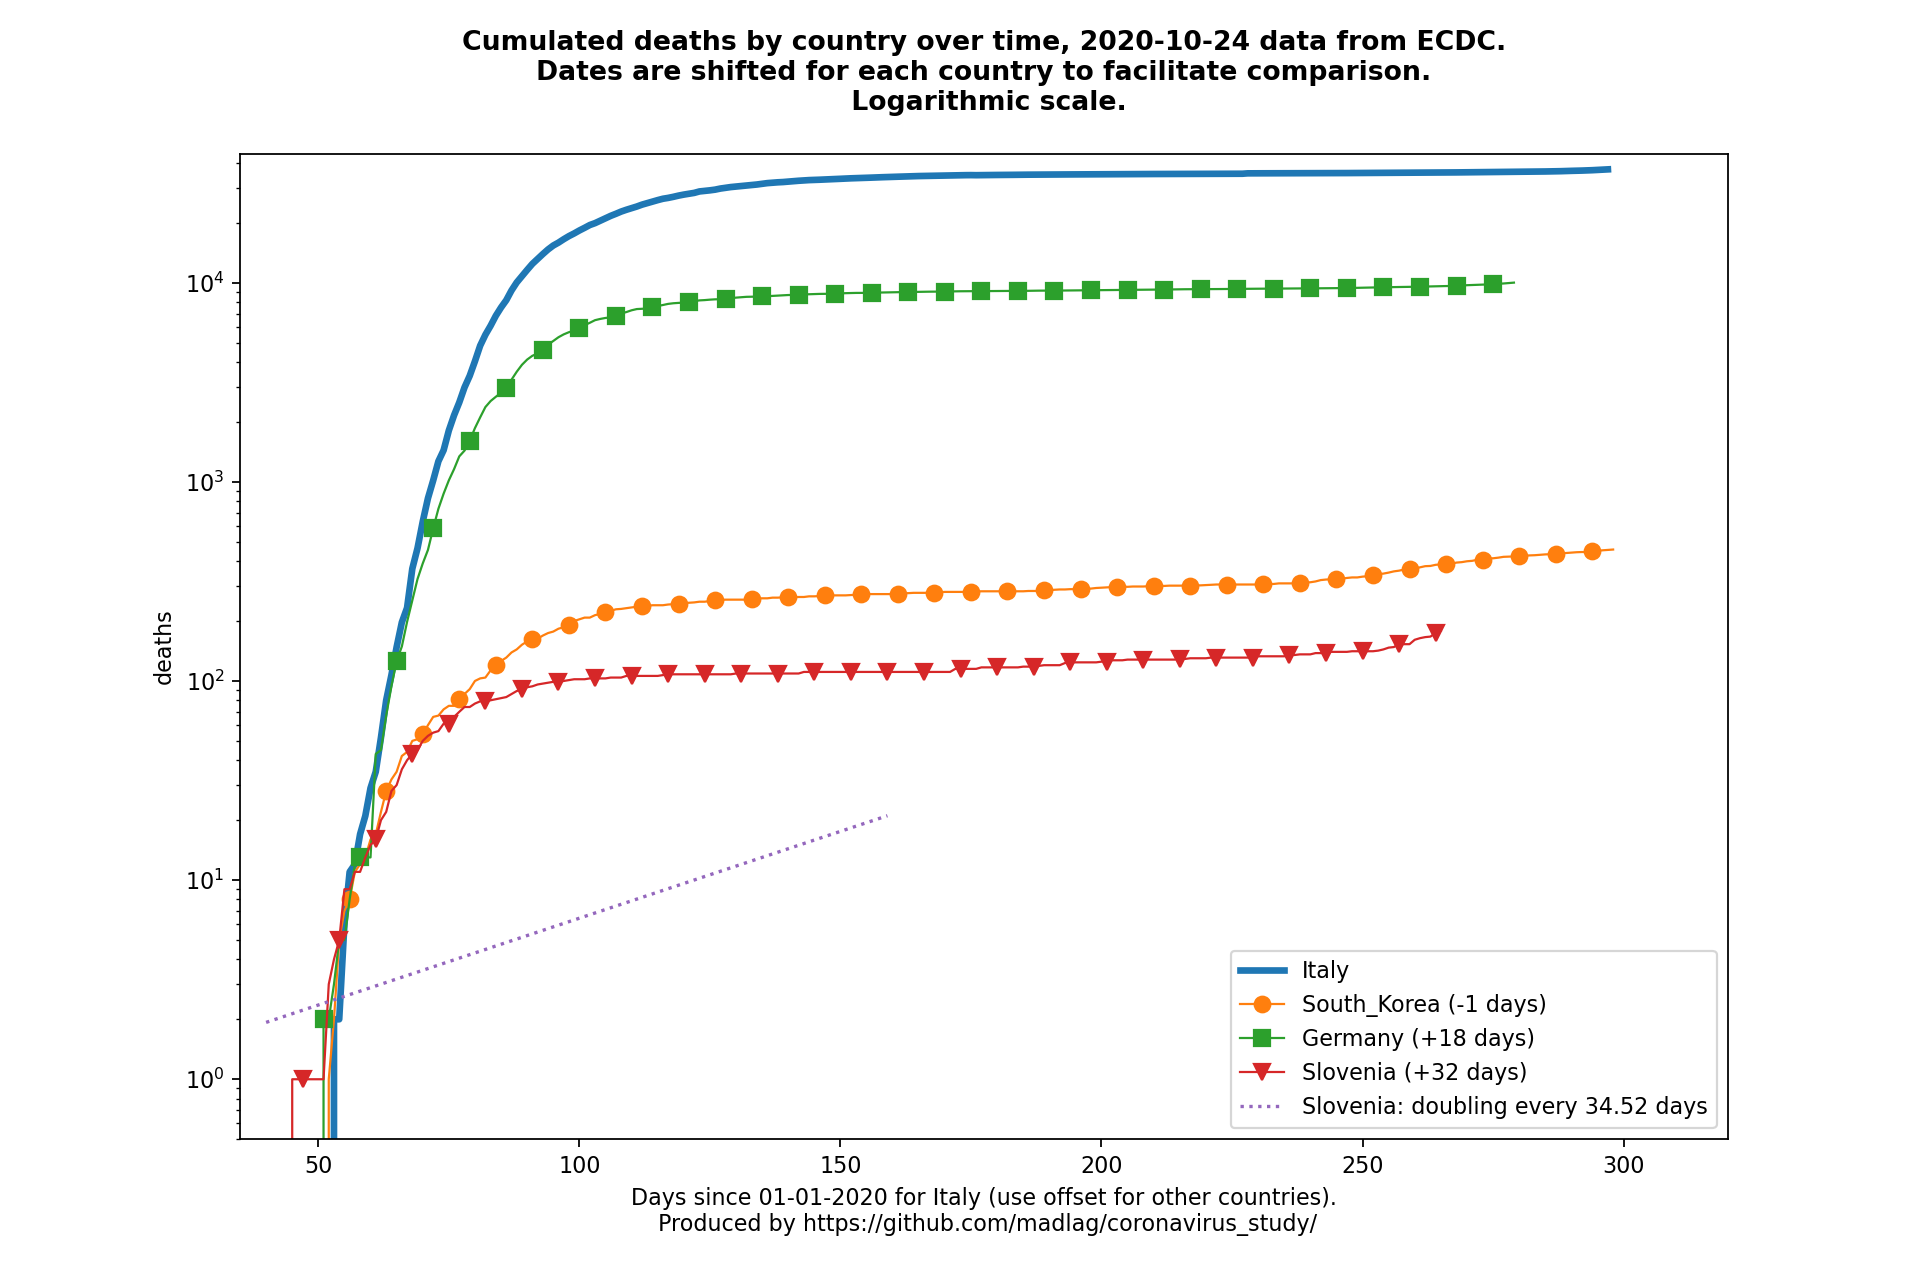 Cumulated deaths by country over time, 2020-10-24 data from ECDC.
Dates are shifted for each country to facilitate comparison.
Logarithmic scale.
deaths
10^4
10^3
10^2
10^1
10^0
50 100 150 200 250 300
Italy
South_Korea (-1 days)
Germany (+18 days)
Slovenia (+32 days)
Slovenia: doubling every 34.52 days
Days since 01-01-2020 for Italy (use offset for other countries).
Produced by https://github.com/madlag/coronavirus_study/